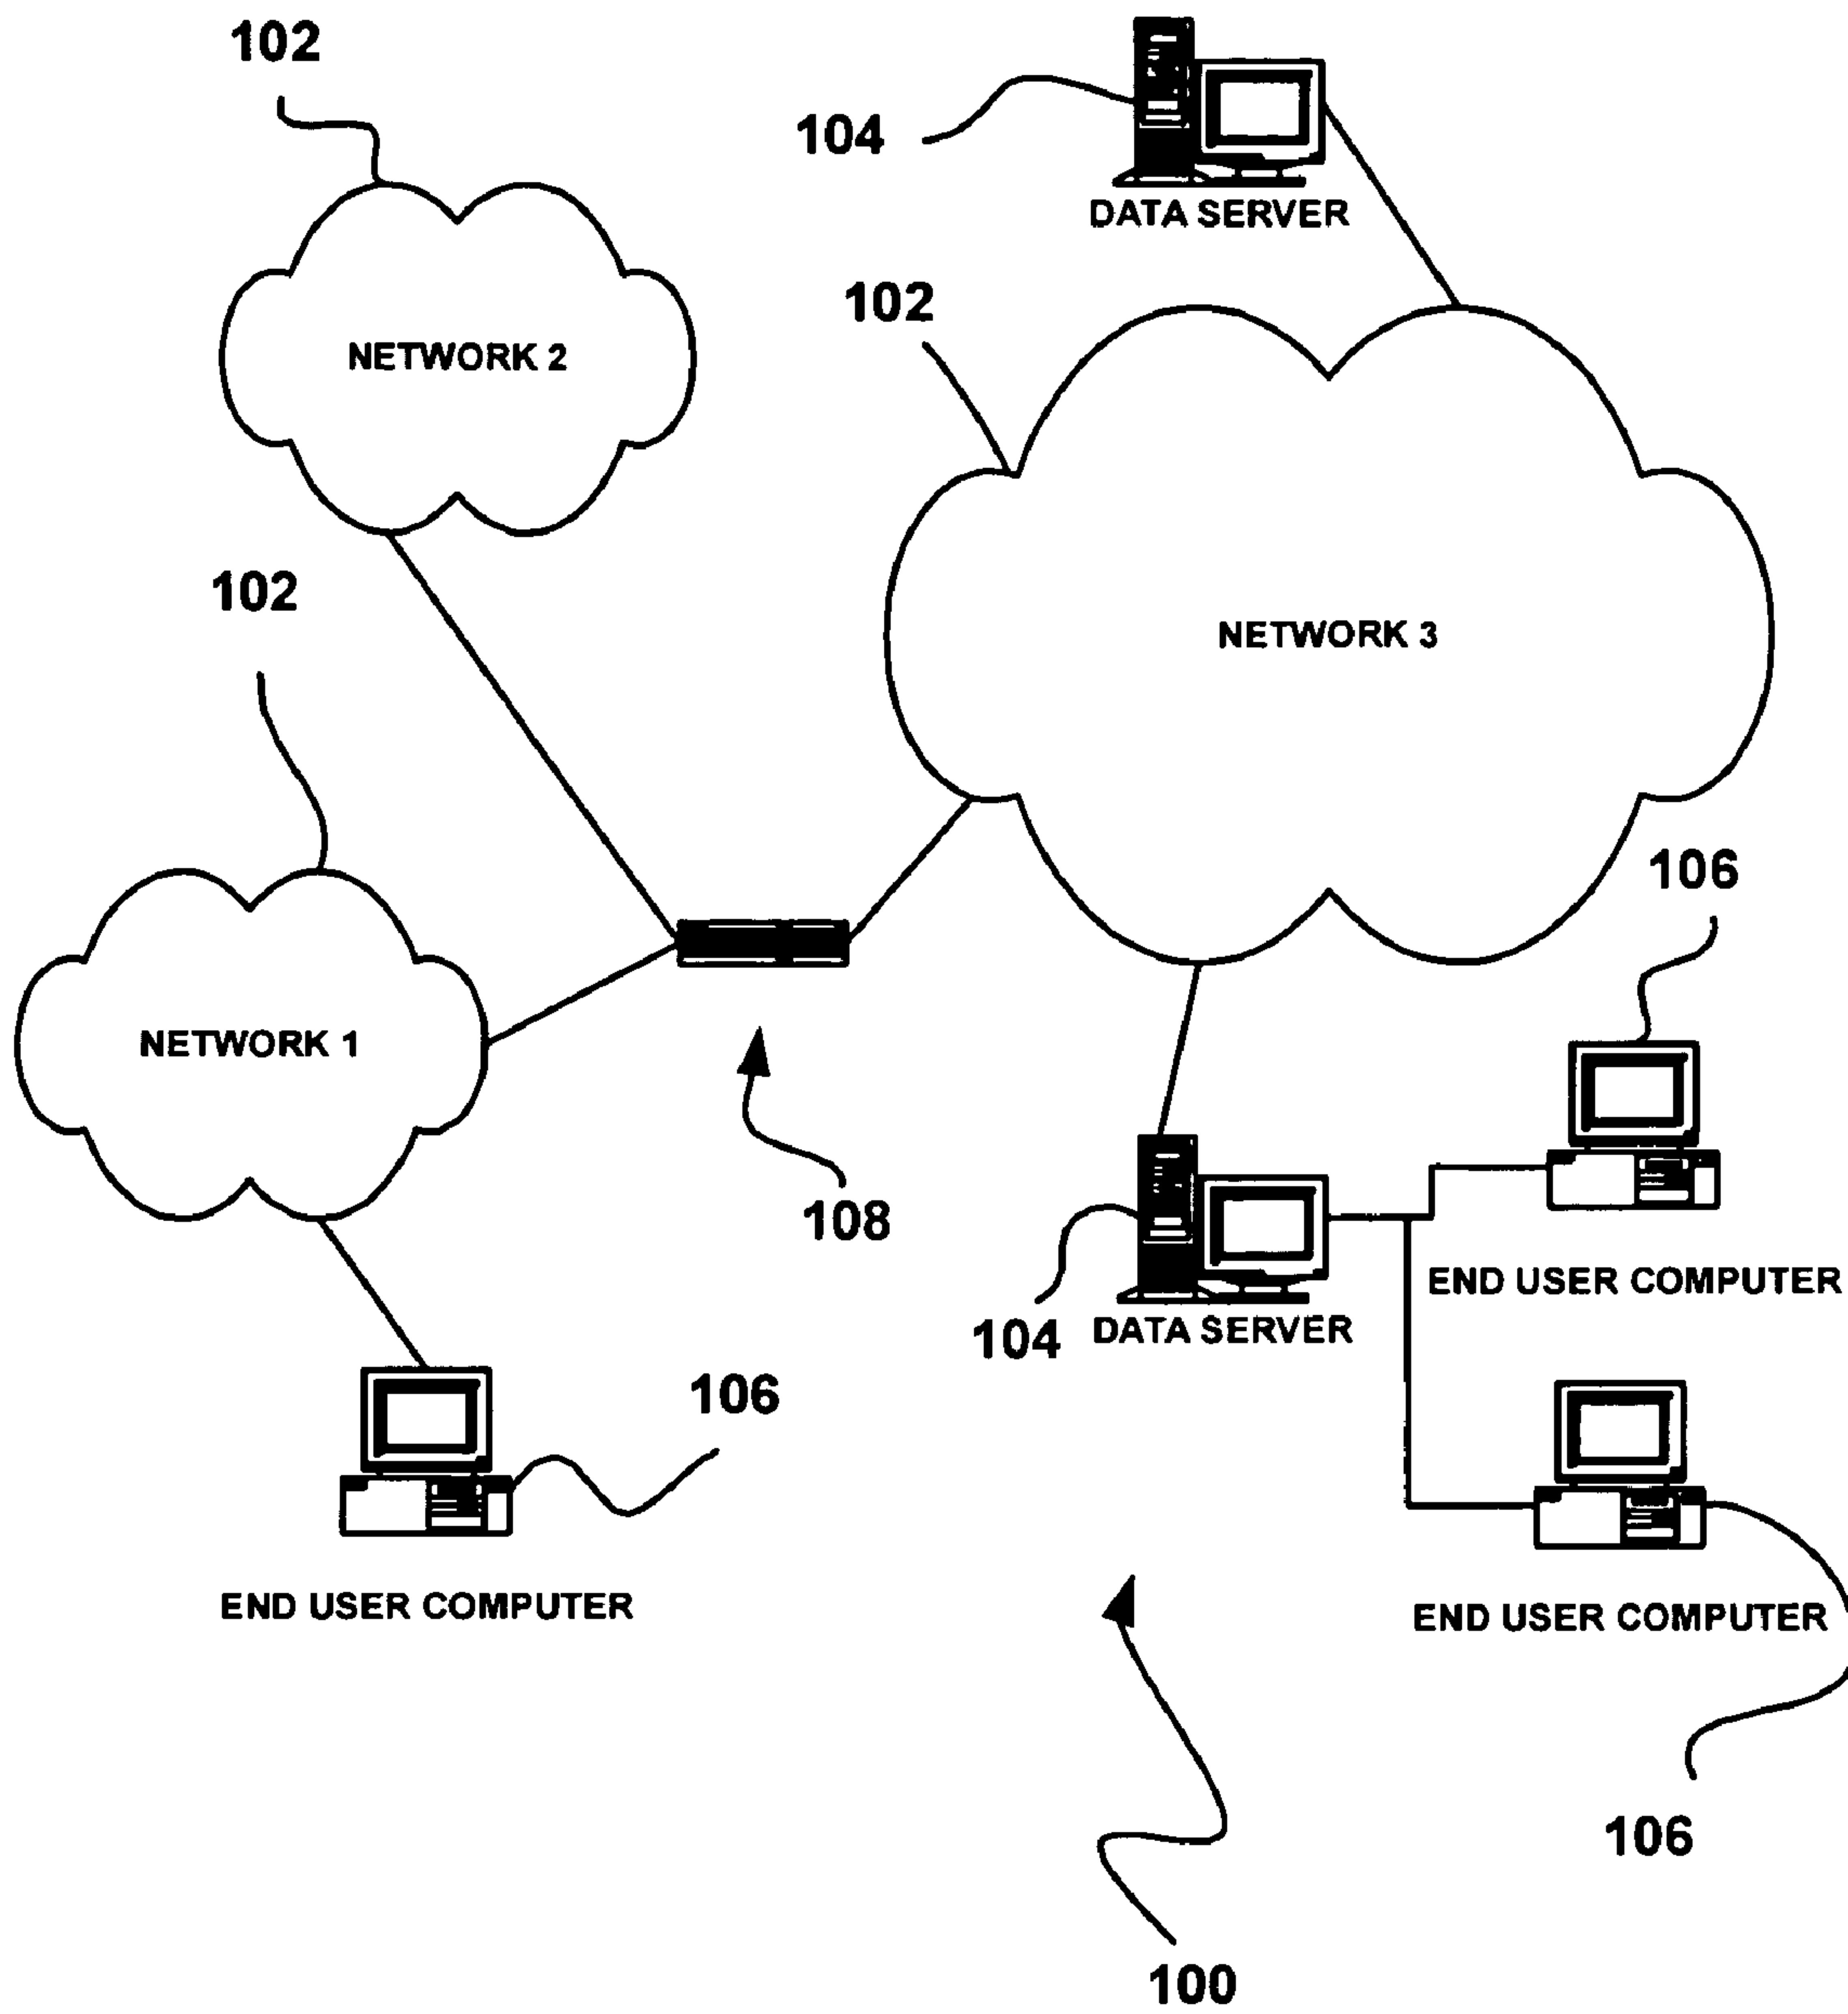 102
104
DATA SERVER
102
NETWORK 2
102
NETWORK 3
106
NETWORK 1
108
END USER COMPUTER
104
DATA SERVER
106
END USER COMPUTER
END USER COMPUTER
106
100